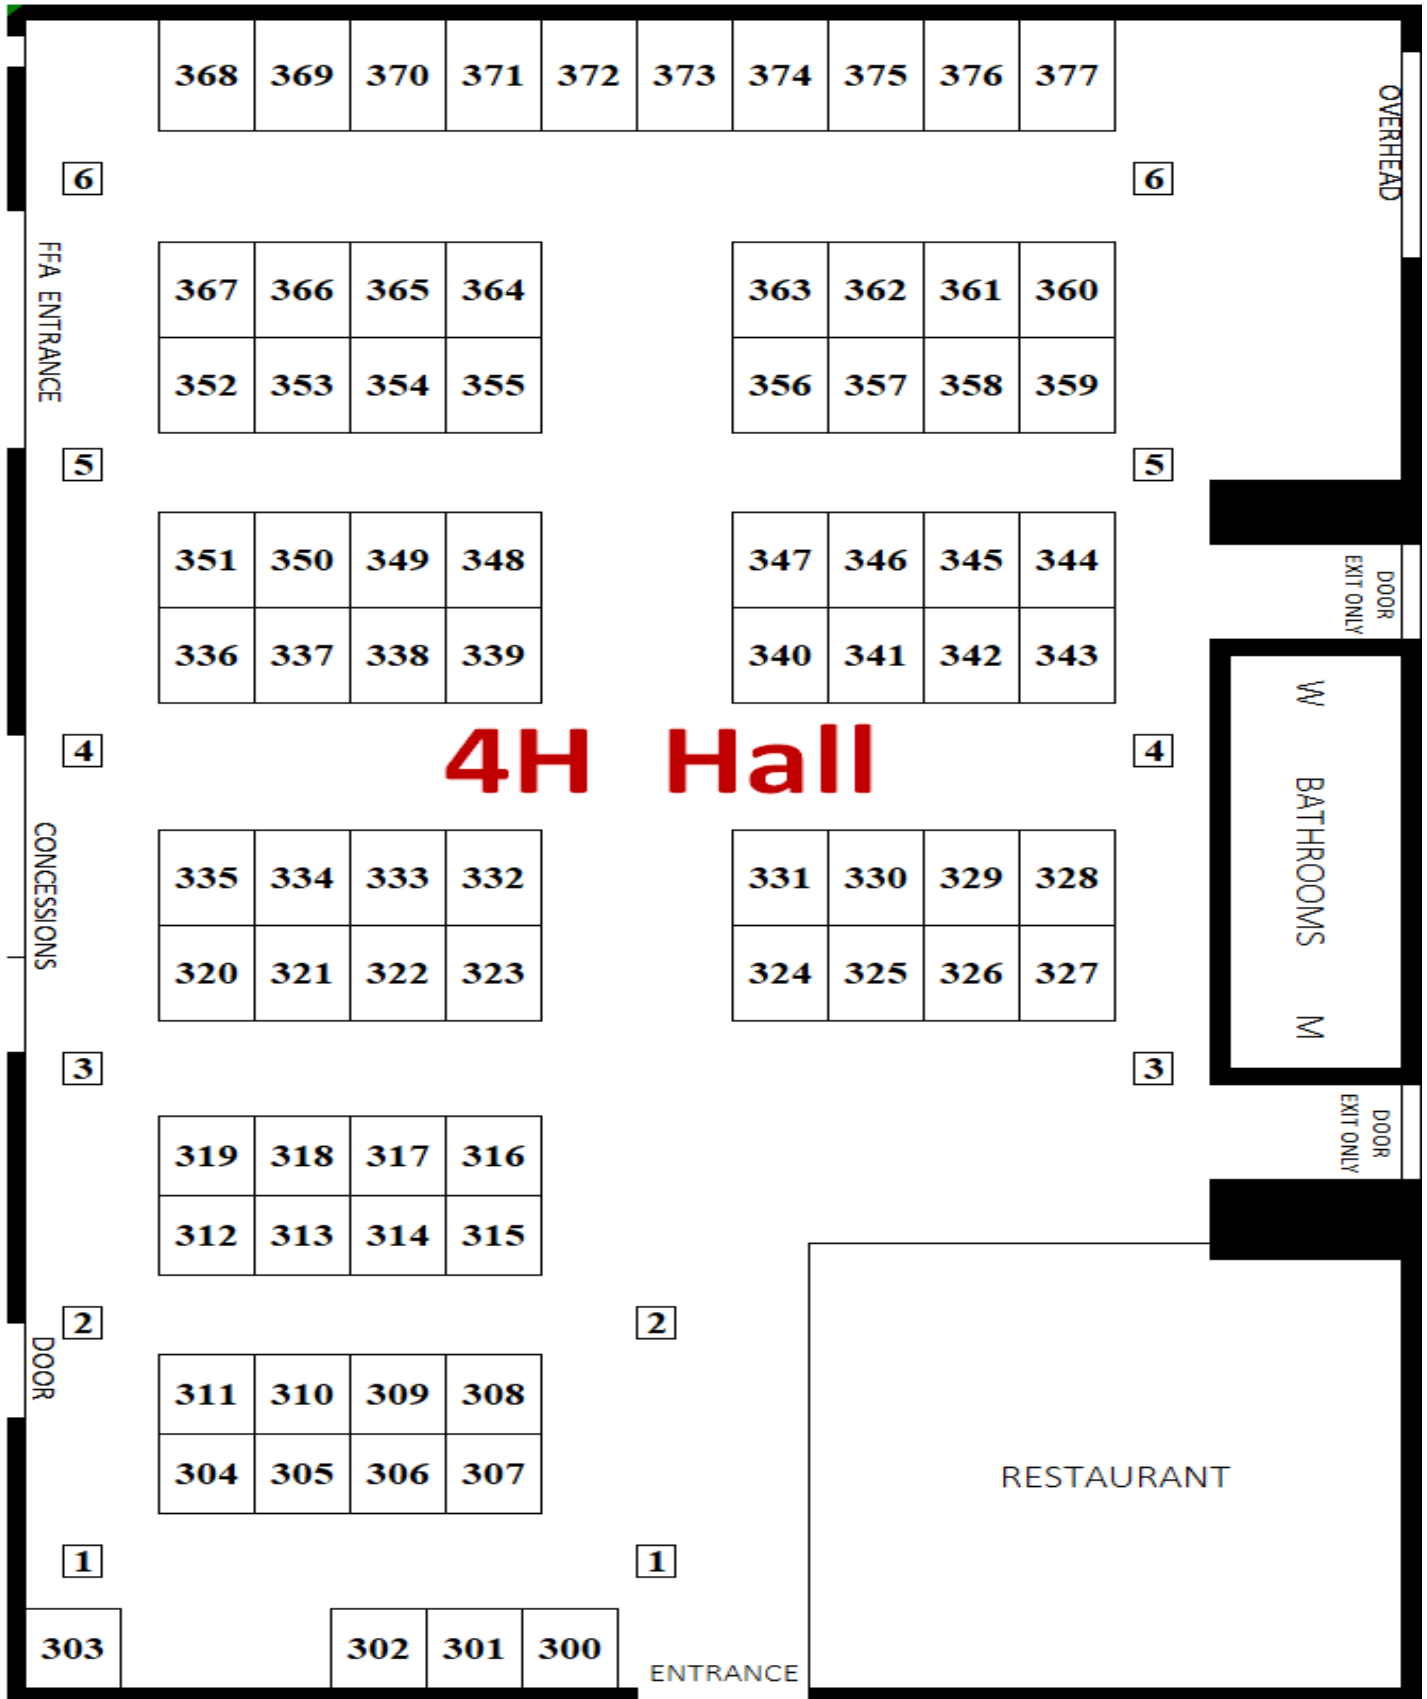 368 369 370 371 372 373 374 375 376 377
OVERHEAD
6 6
FFA ENTRANCE
367 366 365 364 363 362 361 360
352 353 354 355 356 357 358 359
5 5
351 350 349 348 347 346 345 344
DOOR
EXIT ONLY
336 337 338 339 340 341 342 343
4H Hall
4 4
W BATHROOMS M
CONCESSIONS
335 334 333 332 331 330 329 328
320 321 322 323 324 325 326 327
3 3
DOOR
EXIT ONLY
319 318 317 316
312 313 314 315
2 2
DOOR
311 310 309 308
304 305 306 307
RESTAURANT
1 1
303 302 301 300
ENTRANCE